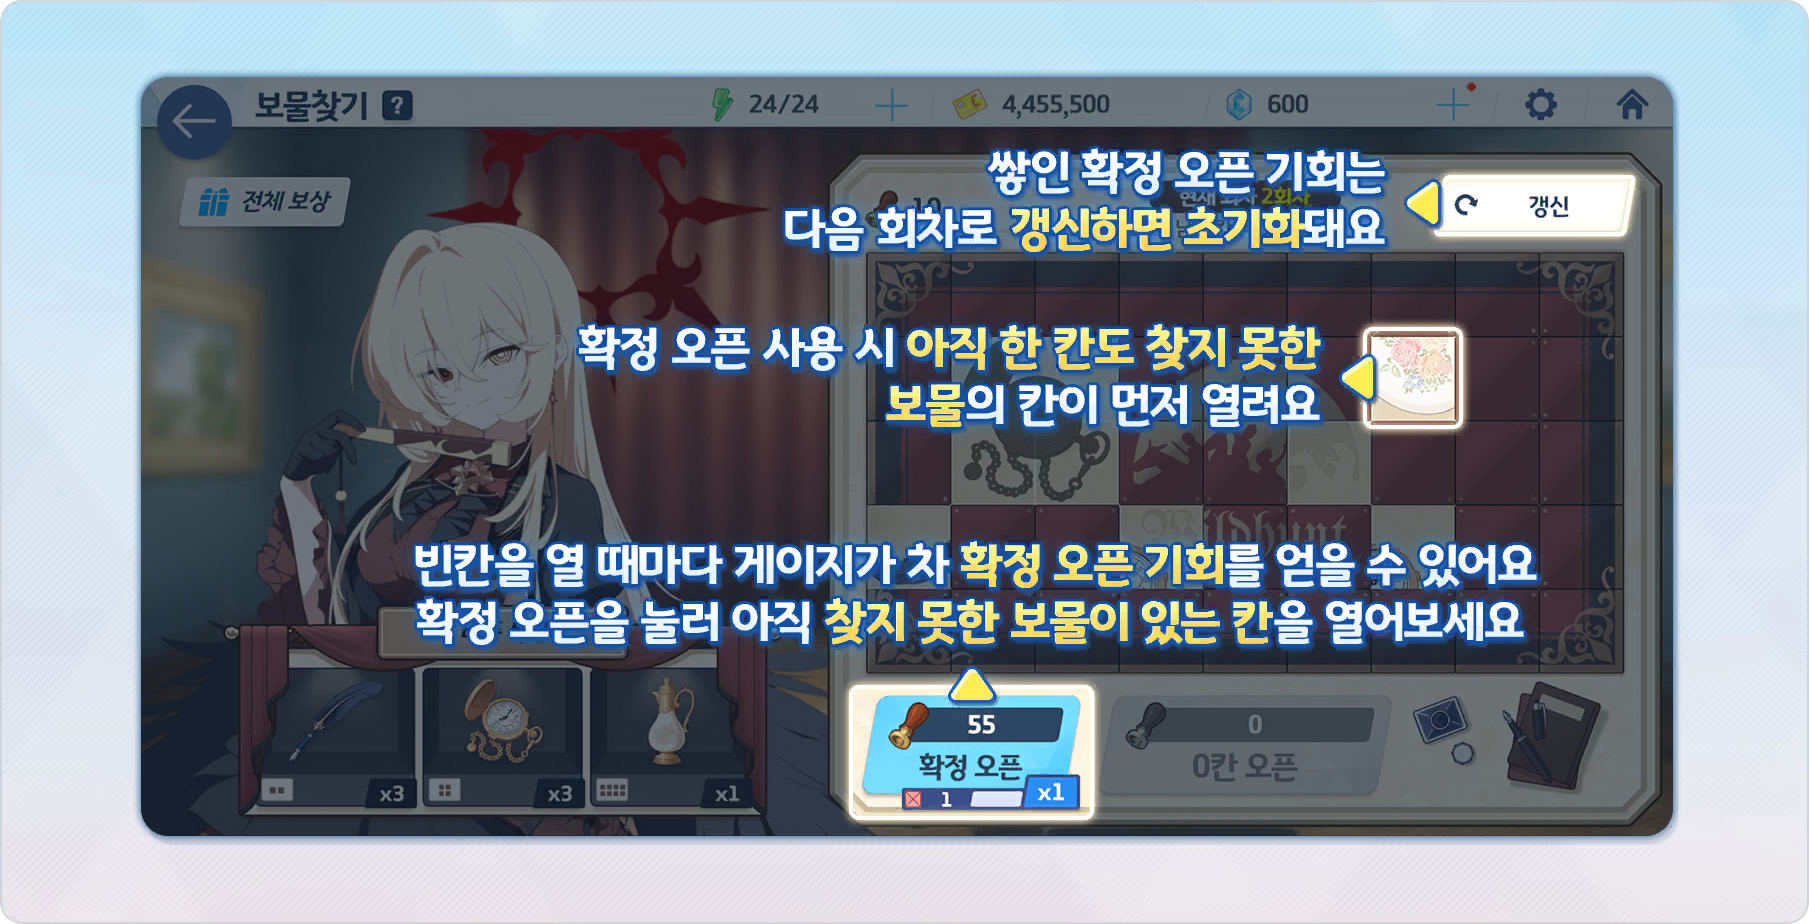 보물찾기 ?
24/24
4,455,500
600
전체 보상
쌓인 확정 오픈 기회는
다음 회차로 갱신하면 초기화돼요
갱신
확정 오픈 사용 시 아직 한 칸도 찾지 못한
보물의 칸이 먼저 열려요
Wildhunt
빈칸을 열 때마다 게이지가 차 확정 오픈 기회를 얻을 수 있어요
확정 오픈을 눌러 아직 찾지 못한 보물이 있는 칸을 열어보세요
x3
x3
x1
55
확정 오픈
1
x1
0
0칸 오픈